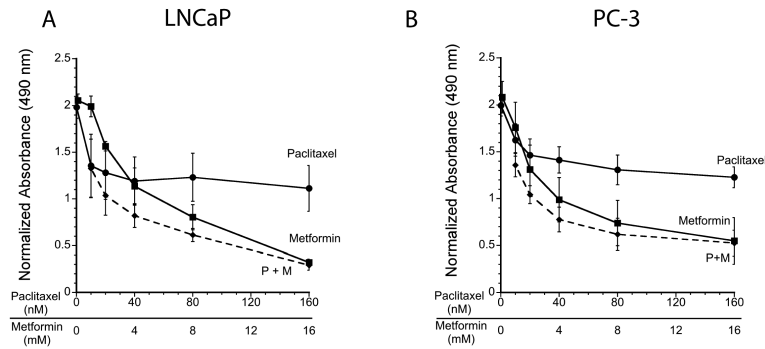 A
LNCaP
B
PC-3
Normalized Absorbance (490 nm)
2.5
2
1.5
1
0.5
0
Paclitaxel
Metformin
P + M
Paclitaxel (nM)
0 40 80 120 160
Metformin (mM)
0 4 8 12 16
Normalized Absorbance (490 nm)
2.5
2
1.5
1
0.5
0
Paclitaxel
Metformin
P+M
Paclitaxel (nM)
0 40 80 120 160
Metformin (mM)
0 4 8 12 16